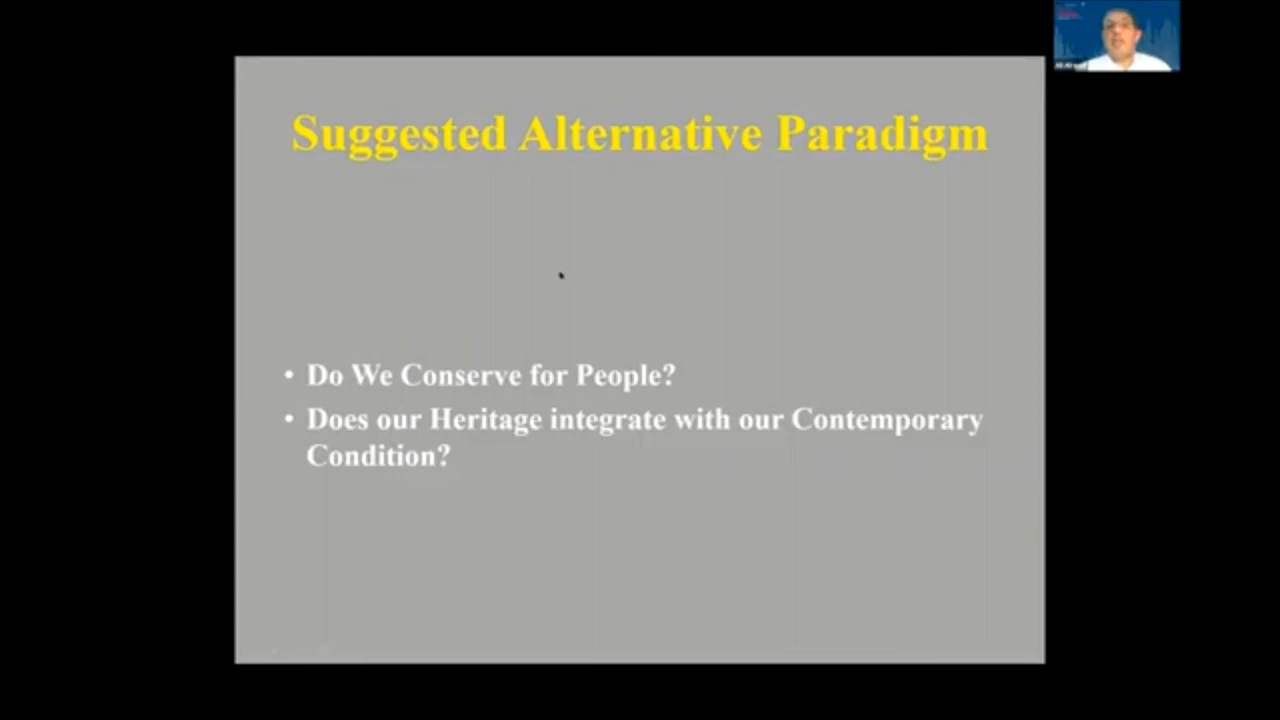 Suggested Alternative Paradigm
• Do We Conserve for People?
• Does our Heritage integrate with our Contemporary
Condition?